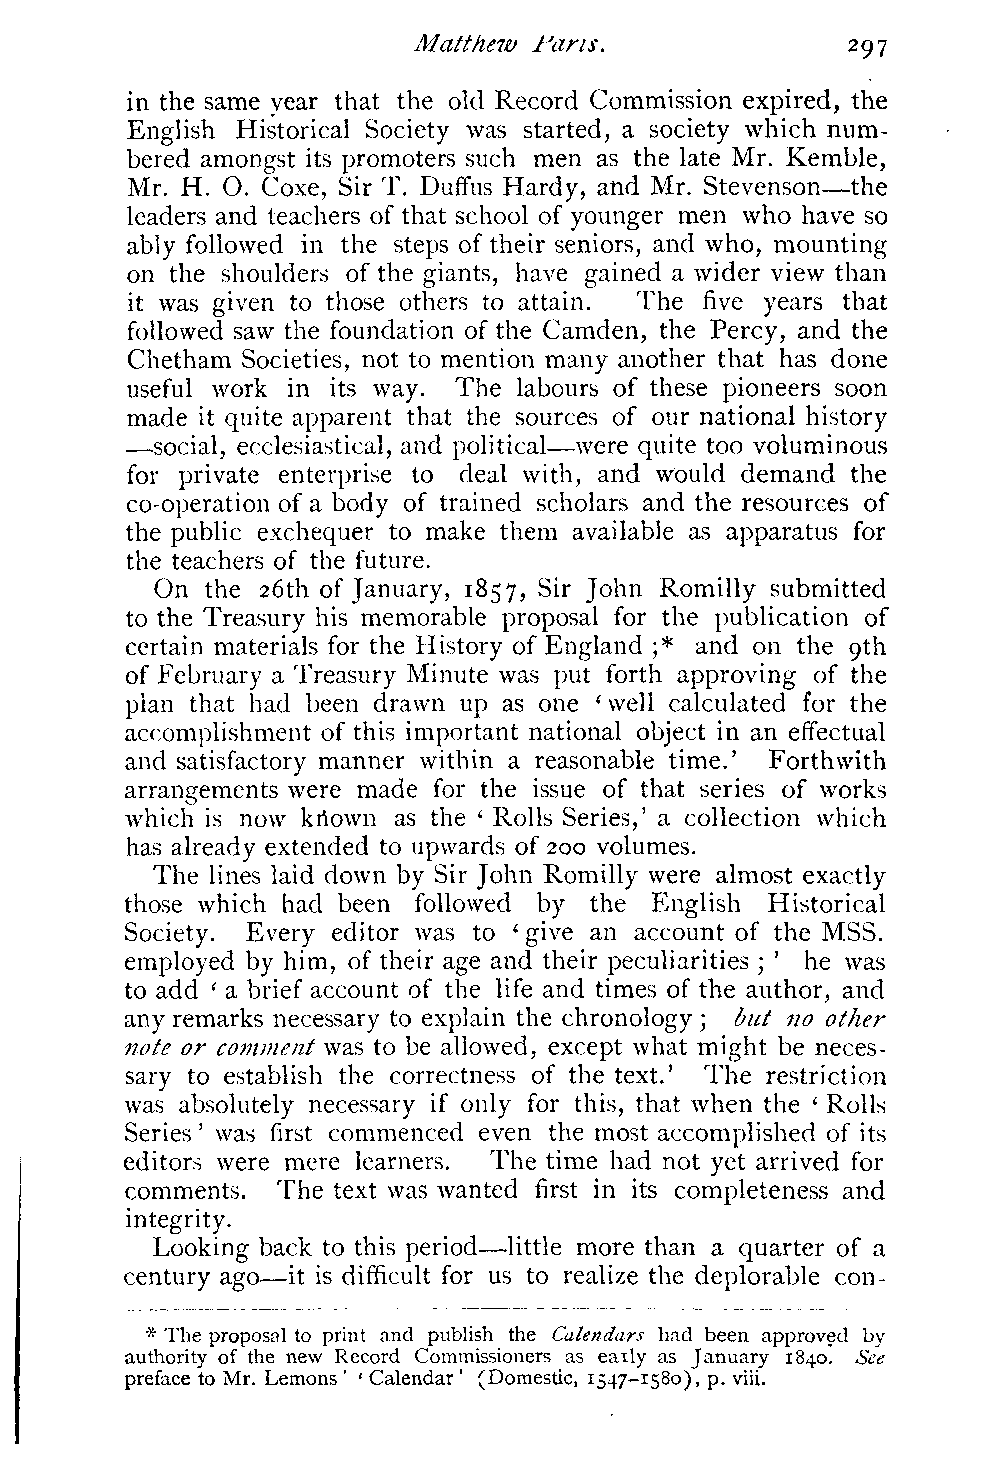 Matthew Paris. 297
in the same year that the old Record Commission expired, the
English Historical Society was started, a society which num-
bered amongst its promoters such men as the late Mr. Kemble,
Mr. H. O. Coxe, Sir T. Duffus Hardy, and Mr. Stevenson—the
leaders and teachers of that school of younger men who have so
ably followed in the steps of their seniors, and who, mounting
on the shoulders of the giants, have gained a wider view than
it was given to those others to attain. The five years that
followed saw the foundation of the Camden, the Percy, and the
Chetham Societies, not to mention many another that has done
useful work in its way. The labours of these pioneers soon
made it quite apparent that the sources of our national history
—social, ecclesiastical, and political—were quite too voluminous
for private enterprise to deal with, and would demand the
co-operation of a body of trained scholars and the resources of
the public exchequer to make them available as apparatus for
the teachers of the future.
On the 26th of January, 1857, Sir John Romilly submitted
to the Treasury his memorable proposal for the publication of
certain materials for the History of England ;* and on the 9th
of February a Treasury Minute was put forth approving of the
plan that had been drawn up as one ‘well calculated for the
accomplishment of this important national object in an effectual
and satisfactory manner within a reasonable time.’ Forthwith
arrangements were made for the issue of that series of works
which is now known as the ‘ Rolls Series,’ a collection which
has already extended to upwards of 200 volumes.
The lines laid down by Sir John Romilly were almost exactly
those which had been followed by the English Historical
Society. Every editor was to ‘give an account of the MSS.
employed by him, of their age and their peculiarities ; ’ he was
to add ‘ a brief account of the life and times of the author, and
any remarks necessary to explain the chronology ; but no other
note or comment was to be allowed, except what might be neces-
sary to establish the correctness of the text.’ The restriction
was absolutely necessary if only for this, that when the ‘ Rolls
Series’ was first commenced even the most accomplished of its
editors were mere learners. The time had not yet arrived for
comments. The text was wanted first in its completeness and
integrity.
Looking back to this period—little more than a quarter of a
century ago—it is difficult for us to realize the deplorable con-
* The proposal to print and publish the Calendars had been approved by
authority of the new Record Commissioners as early as January 1840. See
preface to Mr. Lemons’ ‘ Calendar’ (Domestic, 1547–1580), p. viii.